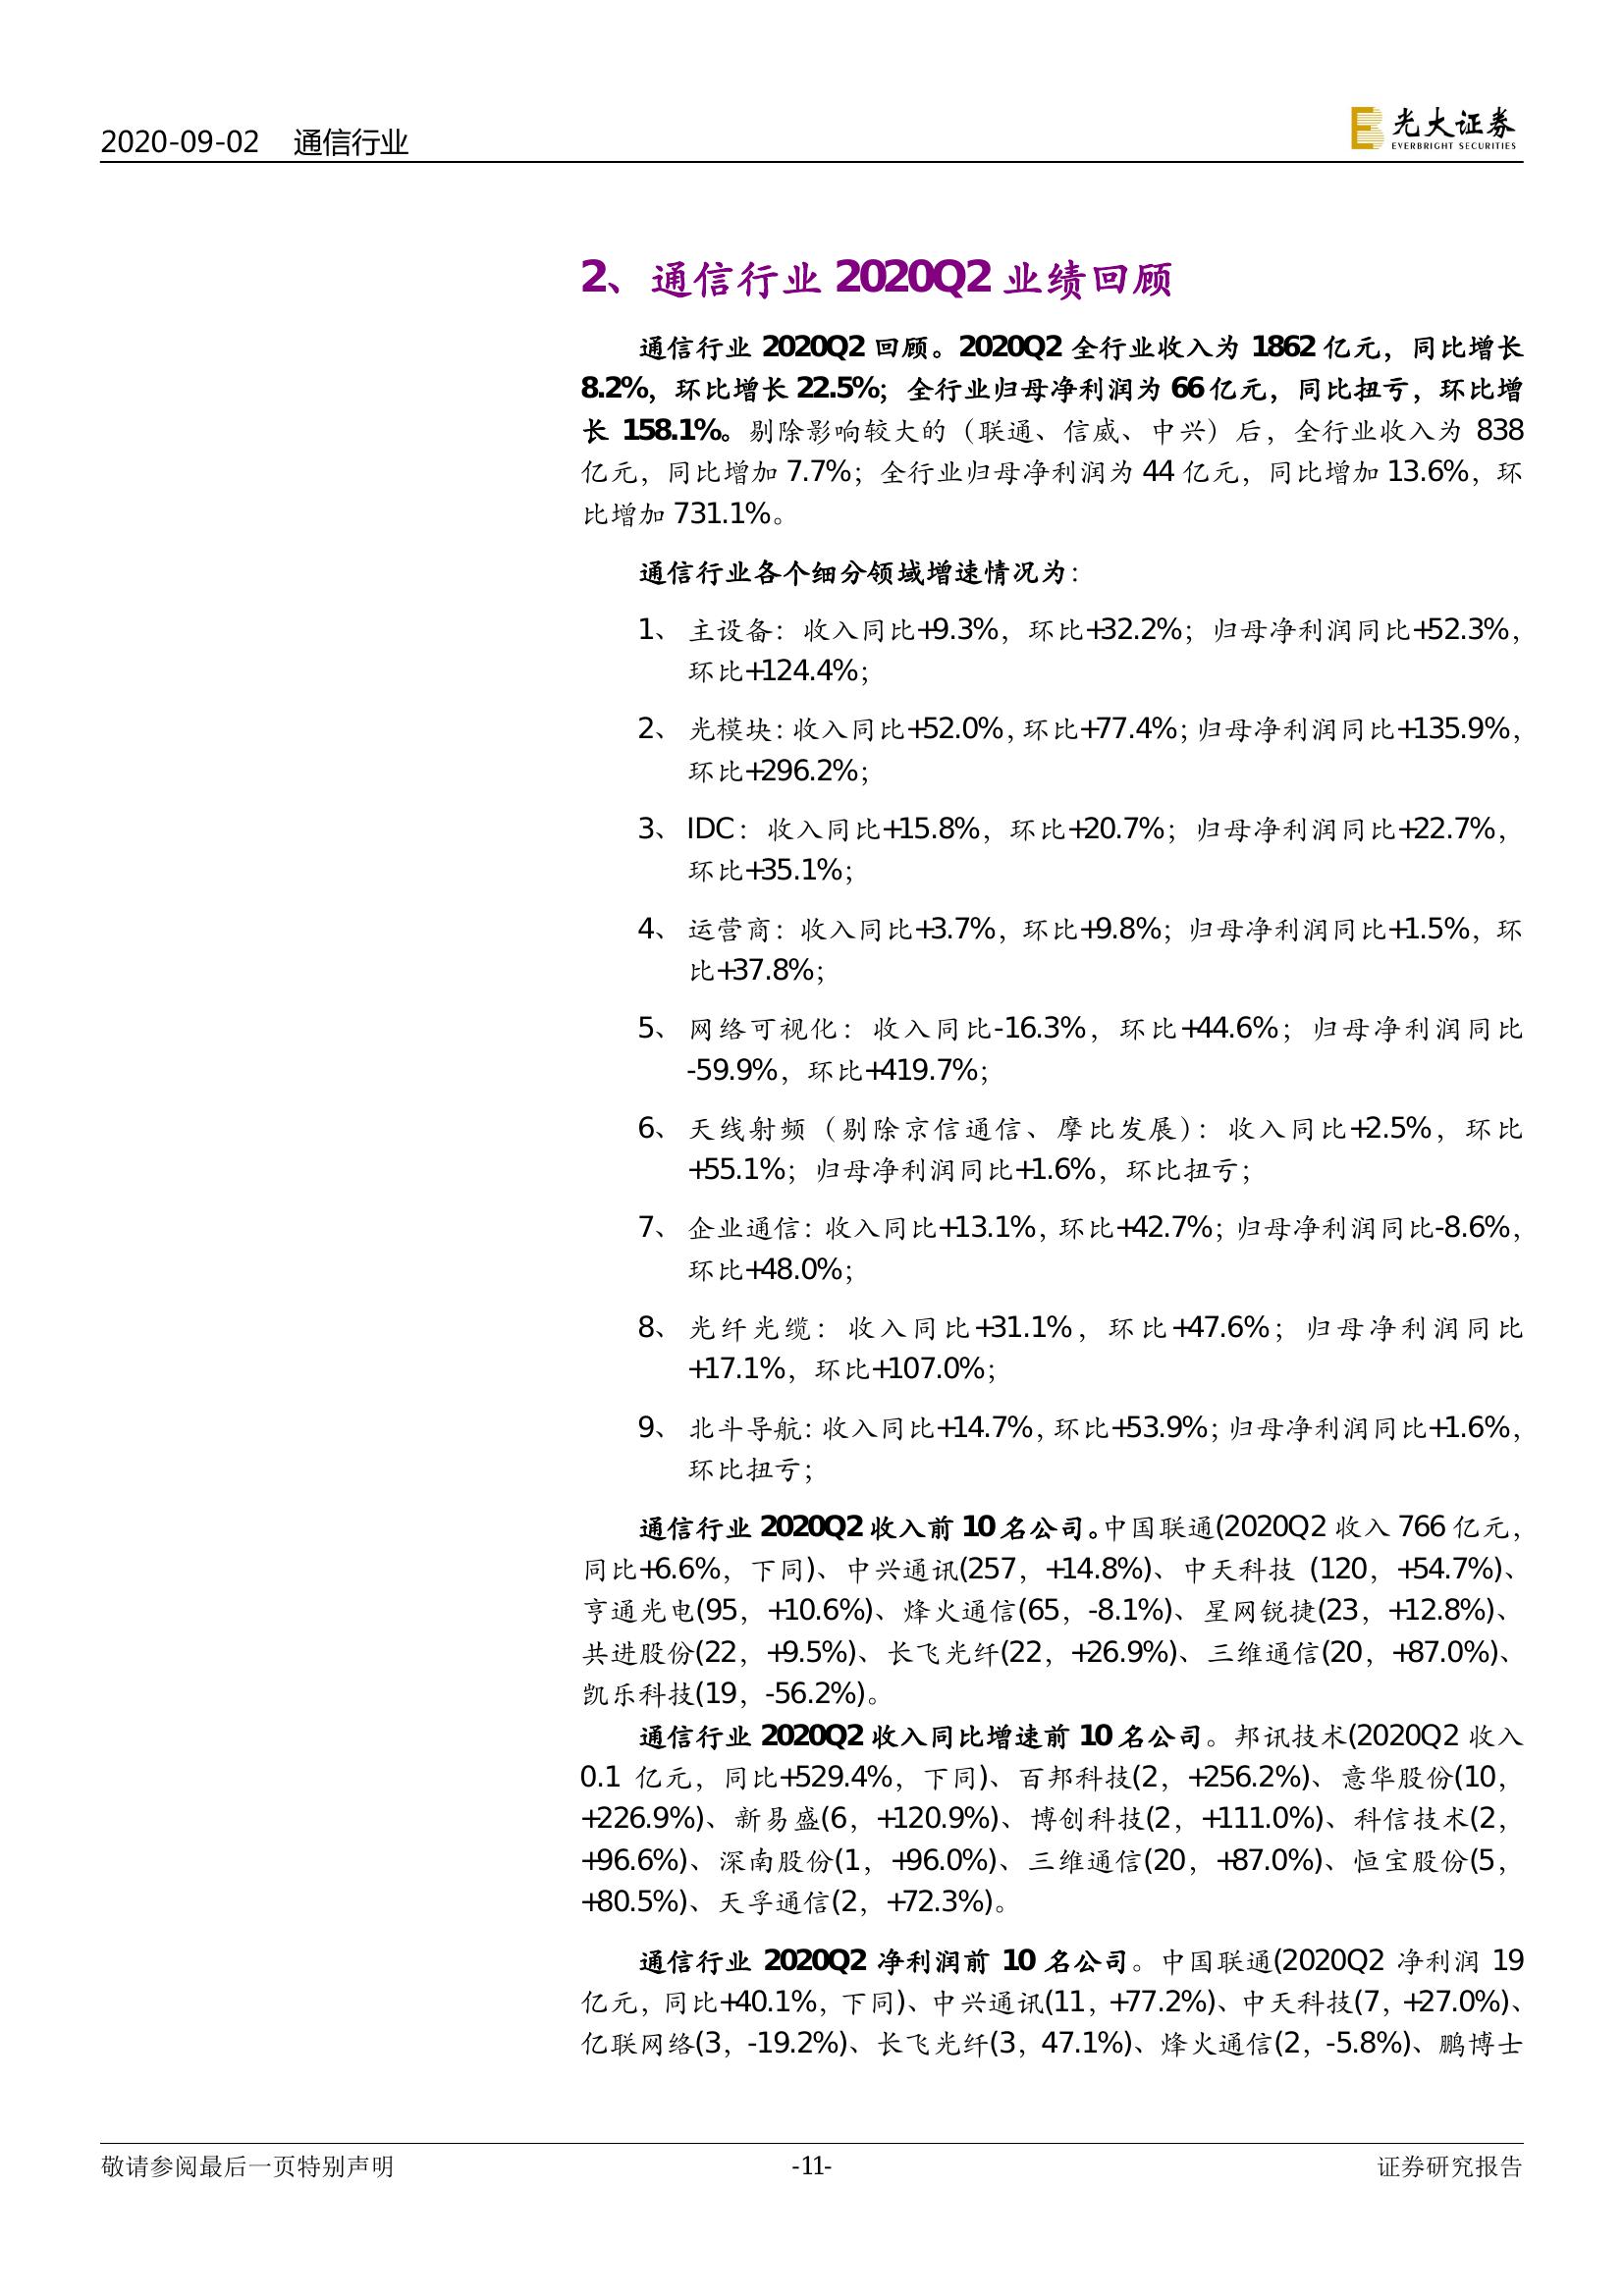 2020-09-02 通信行业
光大证券
EVERBRIGHT SECURITIES
2、通信行业 2020Q2 业绩回顾
通信行业 2020Q2 回顾。2020Q2 全行业收入为 1862 亿元，同比增长
8.2%，环比增长 22.5%；全行业归母净利润为 66 亿元，同比扭亏，环比增
长 158.1%。剔除影响较大的（联通、信威、中兴）后，全行业收入为 838
亿元，同比增加 7.7%；全行业归母净利润为 44 亿元，同比增加 13.6%，环
比增加 731.1%。
通信行业各个细分领域增速情况为：
1、 主设备：收入同比+9.3%，环比+32.2%；归母净利润同比+52.3%，
环比+124.4%；
2、 光模块：收入同比+52.0%，环比+77.4%；归母净利润同比+135.9%，
环比+296.2%；
3、 IDC：收入同比+15.8%，环比+20.7%；归母净利润同比+22.7%，
环比+35.1%；
4、 运营商：收入同比+3.7%，环比+9.8%；归母净利润同比+1.5%，环
比+37.8%；
5、 网络可视化：收入同比-16.3%，环比+44.6%；归母净利润同比
-59.9%，环比+419.7%；
6、 天线射频（剔除京信通信、摩比发展）：收入同比+2.5%，环比
+55.1%；归母净利润同比+1.6%，环比扭亏；
7、 企业通信：收入同比+13.1%，环比+42.7%；归母净利润同比-8.6%，
环比+48.0%；
8、 光纤光缆：收入同比+31.1%，环比+47.6%；归母净利润同比
+17.1%，环比+107.0%；
9、 北斗导航：收入同比+14.7%，环比+53.9%；归母净利润同比+1.6%，
环比扭亏；
通信行业 2020Q2 收入前 10 名公司。中国联通(2020Q2 收入 766 亿元，
同比+6.6%，下同)、中兴通讯(257，+14.8%)、中天科技 (120，+54.7%)、
亨通光电(95，+10.6%)、烽火通信(65，-8.1%)、星网锐捷(23，+12.8%)、
共进股份(22，+9.5%)、长飞光纤(22，+26.9%)、三维通信(20，+87.0%)、
凯乐科技(19，-56.2%)。
通信行业 2020Q2 收入同比增速前 10 名公司。邦讯技术(2020Q2 收入
0.1 亿元，同比+529.4%，下同)、百邦科技(2，+256.2%)、意华股份(10，
+226.9%)、新易盛(6，+120.9%)、博创科技(2，+111.0%)、科信技术(2，
+96.6%)、深南股份(1，+96.0%)、三维通信(20，+87.0%)、恒宝股份(5，
+80.5%)、天孚通信(2，+72.3%)。
通信行业 2020Q2 净利润前 10 名公司。中国联通(2020Q2 净利润 19
亿元，同比+40.1%，下同)、中兴通讯(11，+77.2%)、中天科技(7，+27.0%)、
亿联网络(3，-19.2%)、长飞光纤(3，47.1%)、烽火通信(2，-5.8%)、鹏博士
敬请参阅最后一页特别声明 -11- 证券研究报告